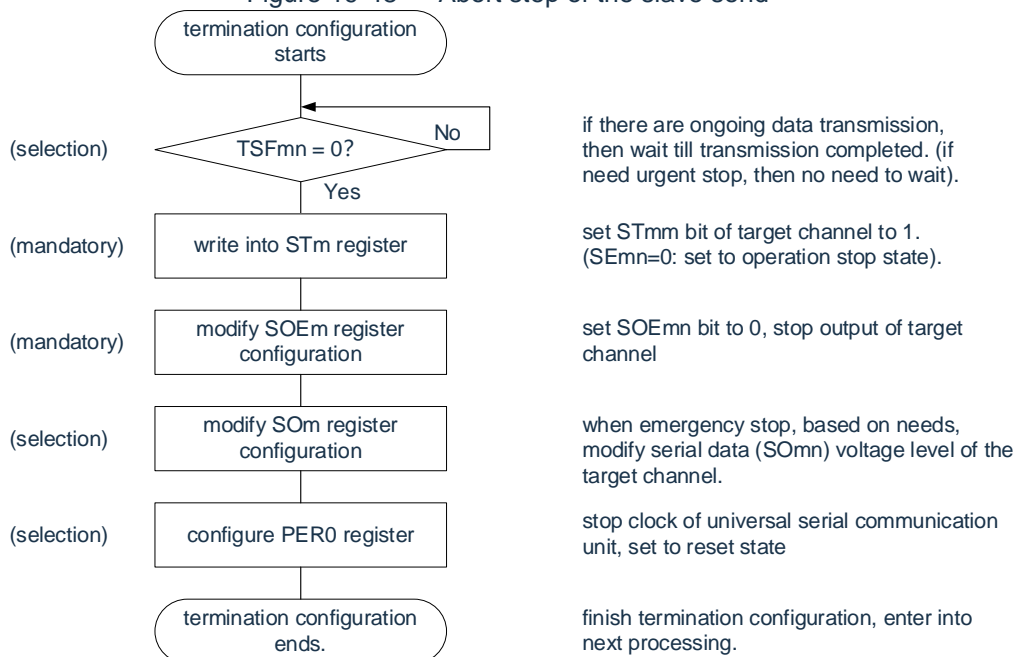 termination configuration
starts
(selection)
TSFmn = 0?
No
Yes
if there are ongoing data transmission,
then wait till transmission completed. (if
need urgent stop, then no need to wait).
(mandatory)
write into STm register
set STmm bit of target channel to 1.
(SEmn=0: set to operation stop state).
(mandatory)
modify SOEm register
configuration
set SOEmn bit to 0, stop output of target
channel
(selection)
modify SOm register
configuration
when emergency stop, based on needs,
modify serial data (SOmn) voltage level of the
target channel.
(selection)
configure PER0 register
stop clock of universal serial communication
unit, set to reset state
termination configuration
ends.
finish termination configuration, enter into
next processing.